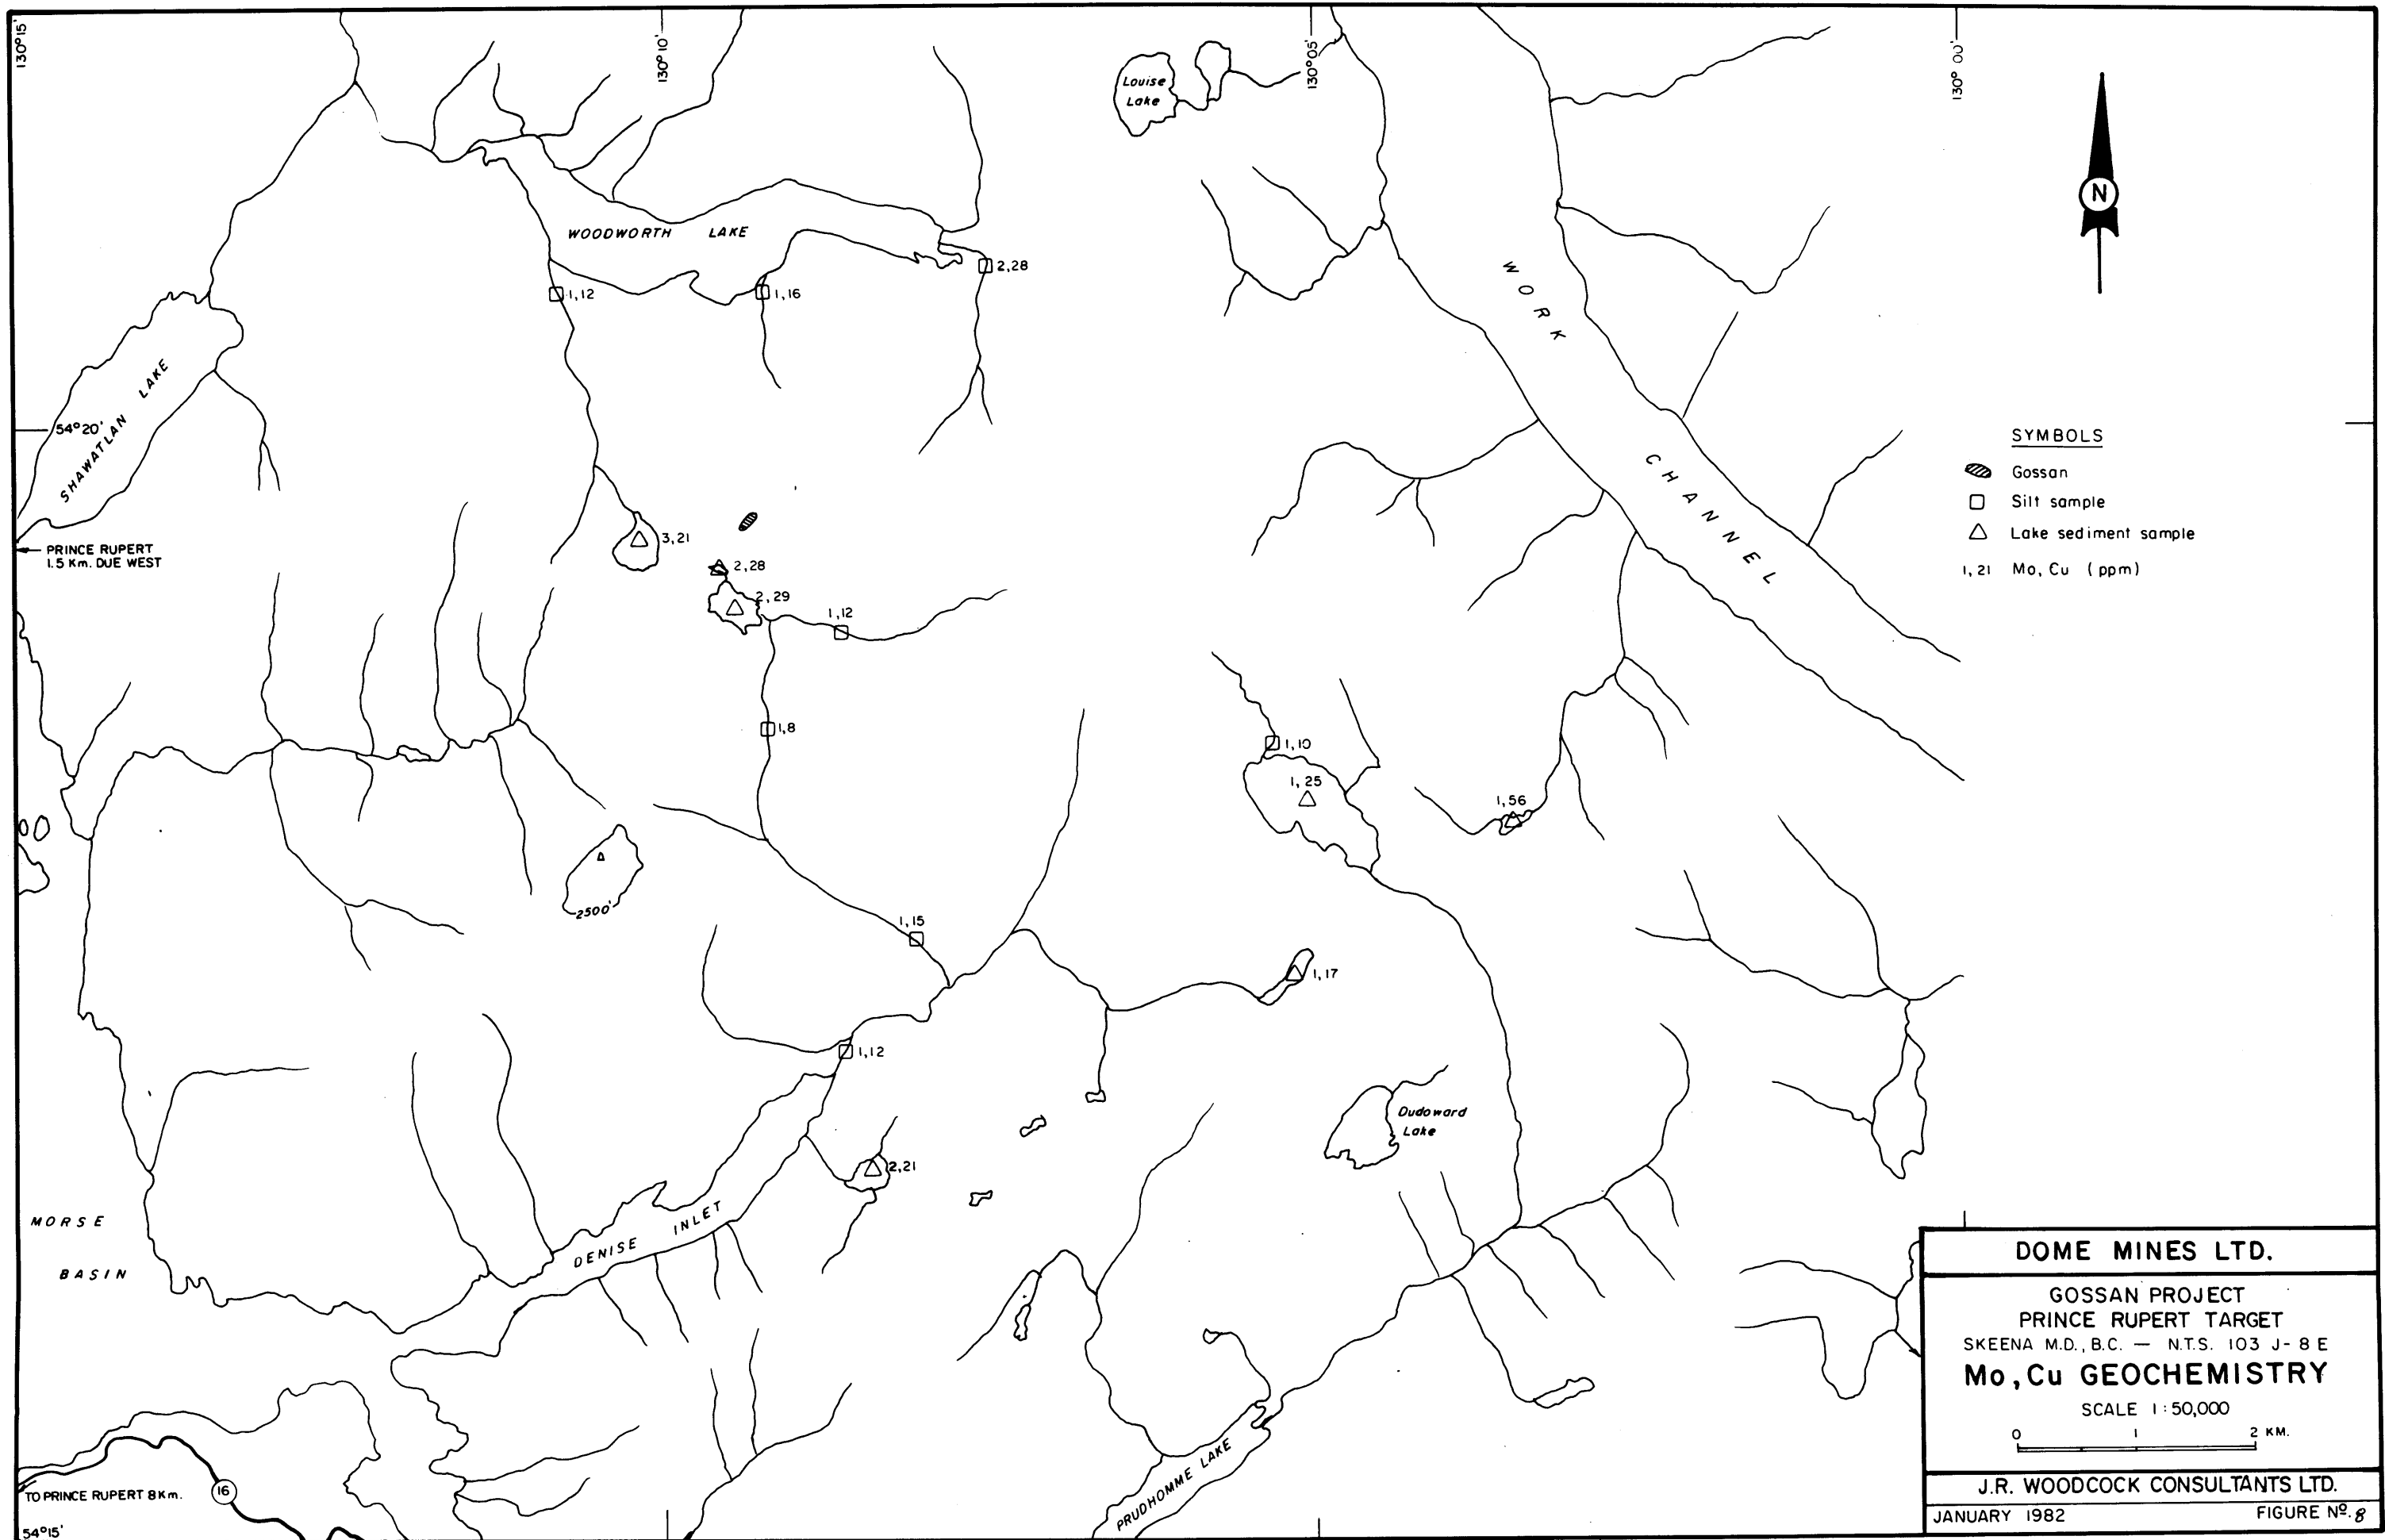 130°15'
130°10'
130°05'
130°00'
Louise
Lake
N
WOODWORTH LAKE
2,28
1,12
1,16
WORK
CHANNEL
SHAWATLAN LAKE
54°20'
SYMBOLS
Gossan
Silt sample
Lake sediment sample
1,21 Mo, Cu (ppm)
PRINCE RUPERT
1.5 Km. DUE WEST
3,21
2,28
2,29
1,12
1,8
1,10
1,25
1,56
2500'
1,15
1,17
1,12
Oudoward
Lake
2,21
MORSE
BASIN
DENISE INLET
PRUDHOMME LAKE
TO PRINCE RUPERT 8Km.
16
54°15'
DOME MINES LTD.
GOSSAN PROJECT
PRINCE RUPERT TARGET
SKEENA M.D., B.C. — N.T.S. 103 J-8 E
Mo, Cu GEOCHEMISTRY
SCALE 1:50,000
0 1 2 KM.
J.R. WOODCOCK CONSULTANTS LTD.
JANUARY 1982 FIGURE Nº. 8